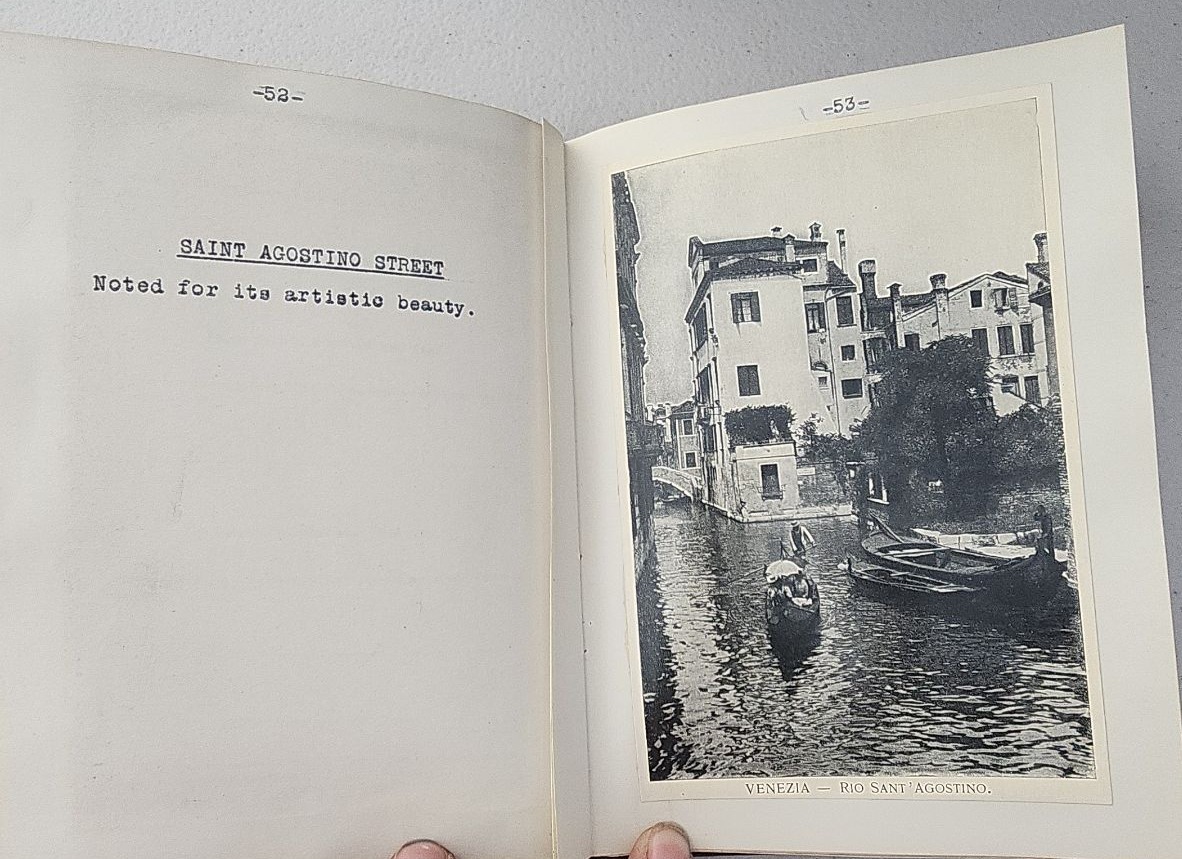 -52-
SAINT AGOSTINO STREET
Noted for its artistic beauty.
-53-
VENEZIA — RIO SANT'AGOSTINO.